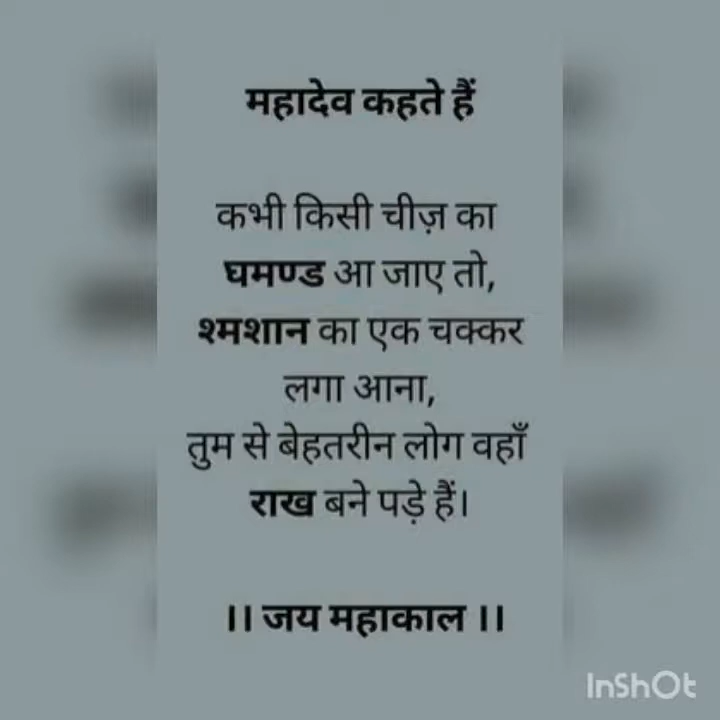 महादेव कहते हैं
कभी किसी चीज़ का
घमण्ड आ जाए तो,
श्मशान का एक चक्कर
लगा आना,
तुम से बेहतरीन लोग वहाँ
राख बने पड़े हैं।
।। जय महाकाल ।।
InShOt